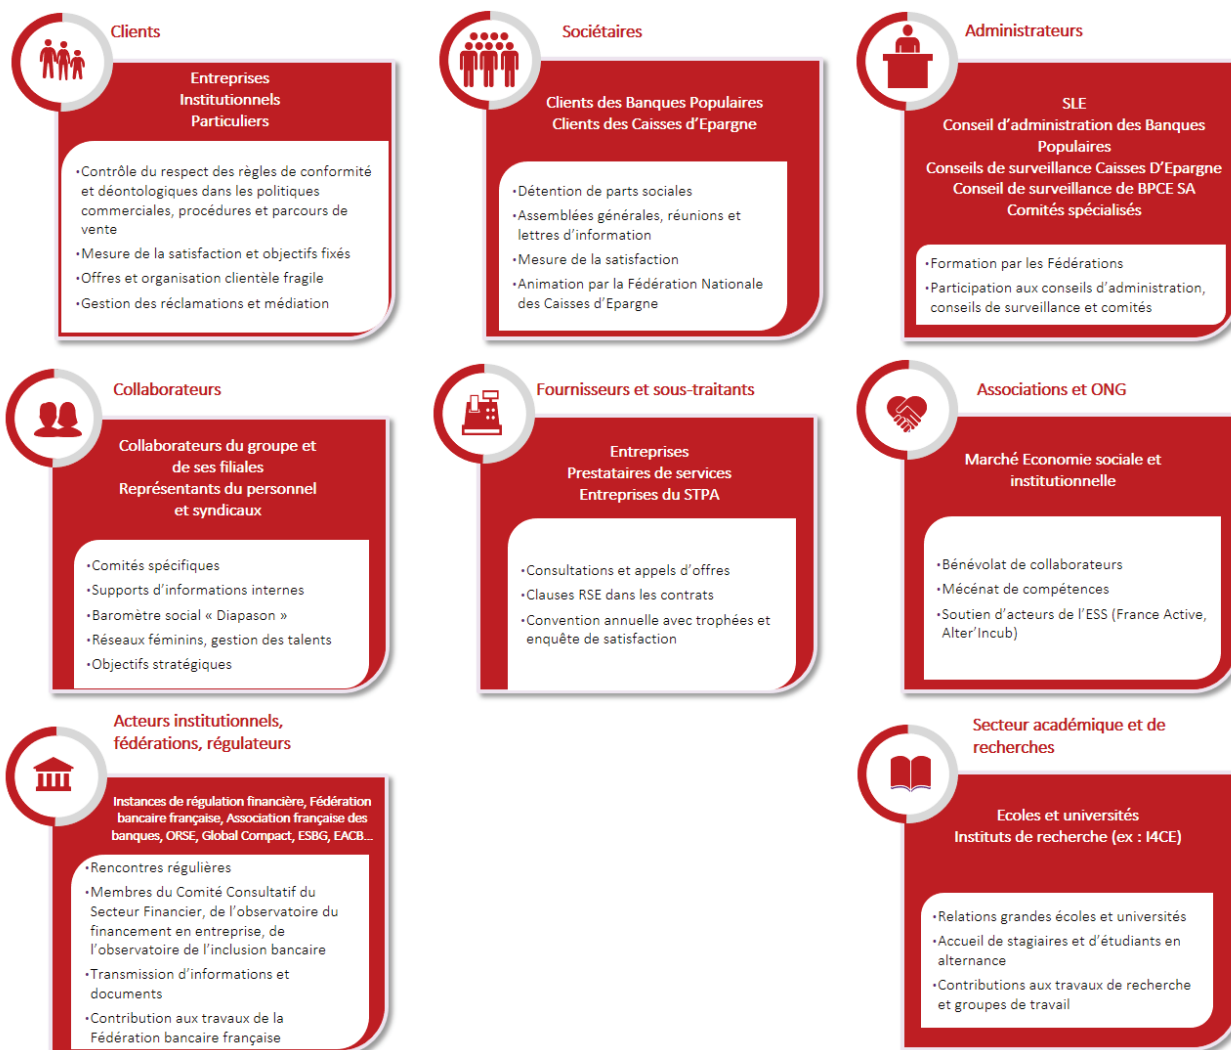 Clients
Entreprises
Institutionnels
Particuliers
•Contrôle du respect des règles de conformité
et déontologiques dans les politiques
commerciales, procédures et parcours de
vente
•Mesure de la satisfaction et objectifs fixés
•Offres et organisation clientèle fragile
•Gestion des réclamations et médiation
Sociétaires
Clients des Banques Populaires
Clients des Caisses d'Epargne
•Détention de parts sociales
•Assemblées générales, réunions et
lettres d'information
•Mesure de la satisfaction
•Animation par la Fédération Nationale
des Caisses d'Epargne
Administrateurs
SLE
Conseil d'administration des Banques
Populaires
Conseils de surveillance Caisses D'Epargne
Conseil de surveillance de BPCE SA
Comités spécialisés
•Formation par les Fédérations
•Participation aux conseils d'administration,
conseils de surveillance et comités
Collaborateurs
Collaborateurs du groupe et
de ses filiales
Représentants du personnel
et syndicaux
•Comités spécifiques
•Supports d'informations internes
•Baromètre social « Diapason »
•Réseaux féminins, gestion des talents
•Objectifs stratégiques
Fournisseurs et sous-traitants
Entreprises
Prestataires de services
Entreprises du STPA
•Consultations et appels d'offres
•Clauses RSE dans les contrats
•Convention annuelle avec trophées et
enquête de satisfaction
Associations et ONG
Marché Economie sociale et
institutionnelle
•Bénévolat de collaborateurs
•Mécénat de compétences
•Soutien d'acteurs de l'ESS (France Active,
Alter'Incub)
Acteurs institutionnels,
fédérations, régulateurs
Instances de régulation financière, Fédération
bancaire française, Association française des
banques, ORSE, Global Compact, ESBG, EACB...
•Rencontres régulières
•Membres du Comité Consultatif du
Secteur Financier, de l'observatoire du
financement en entreprise, de
l'observatoire de l'inclusion bancaire
•Transmission d'informations et
documents
•Contribution aux travaux de la
Fédération bancaire française
Secteur académique et de
recherches
Ecoles et universités
Instituts de recherche (ex : I4CE)
•Relations grandes écoles et universités
•Accueil de stagiaires et d'étudiants en
alternance
•Contributions aux travaux de recherche
et groupes de travail